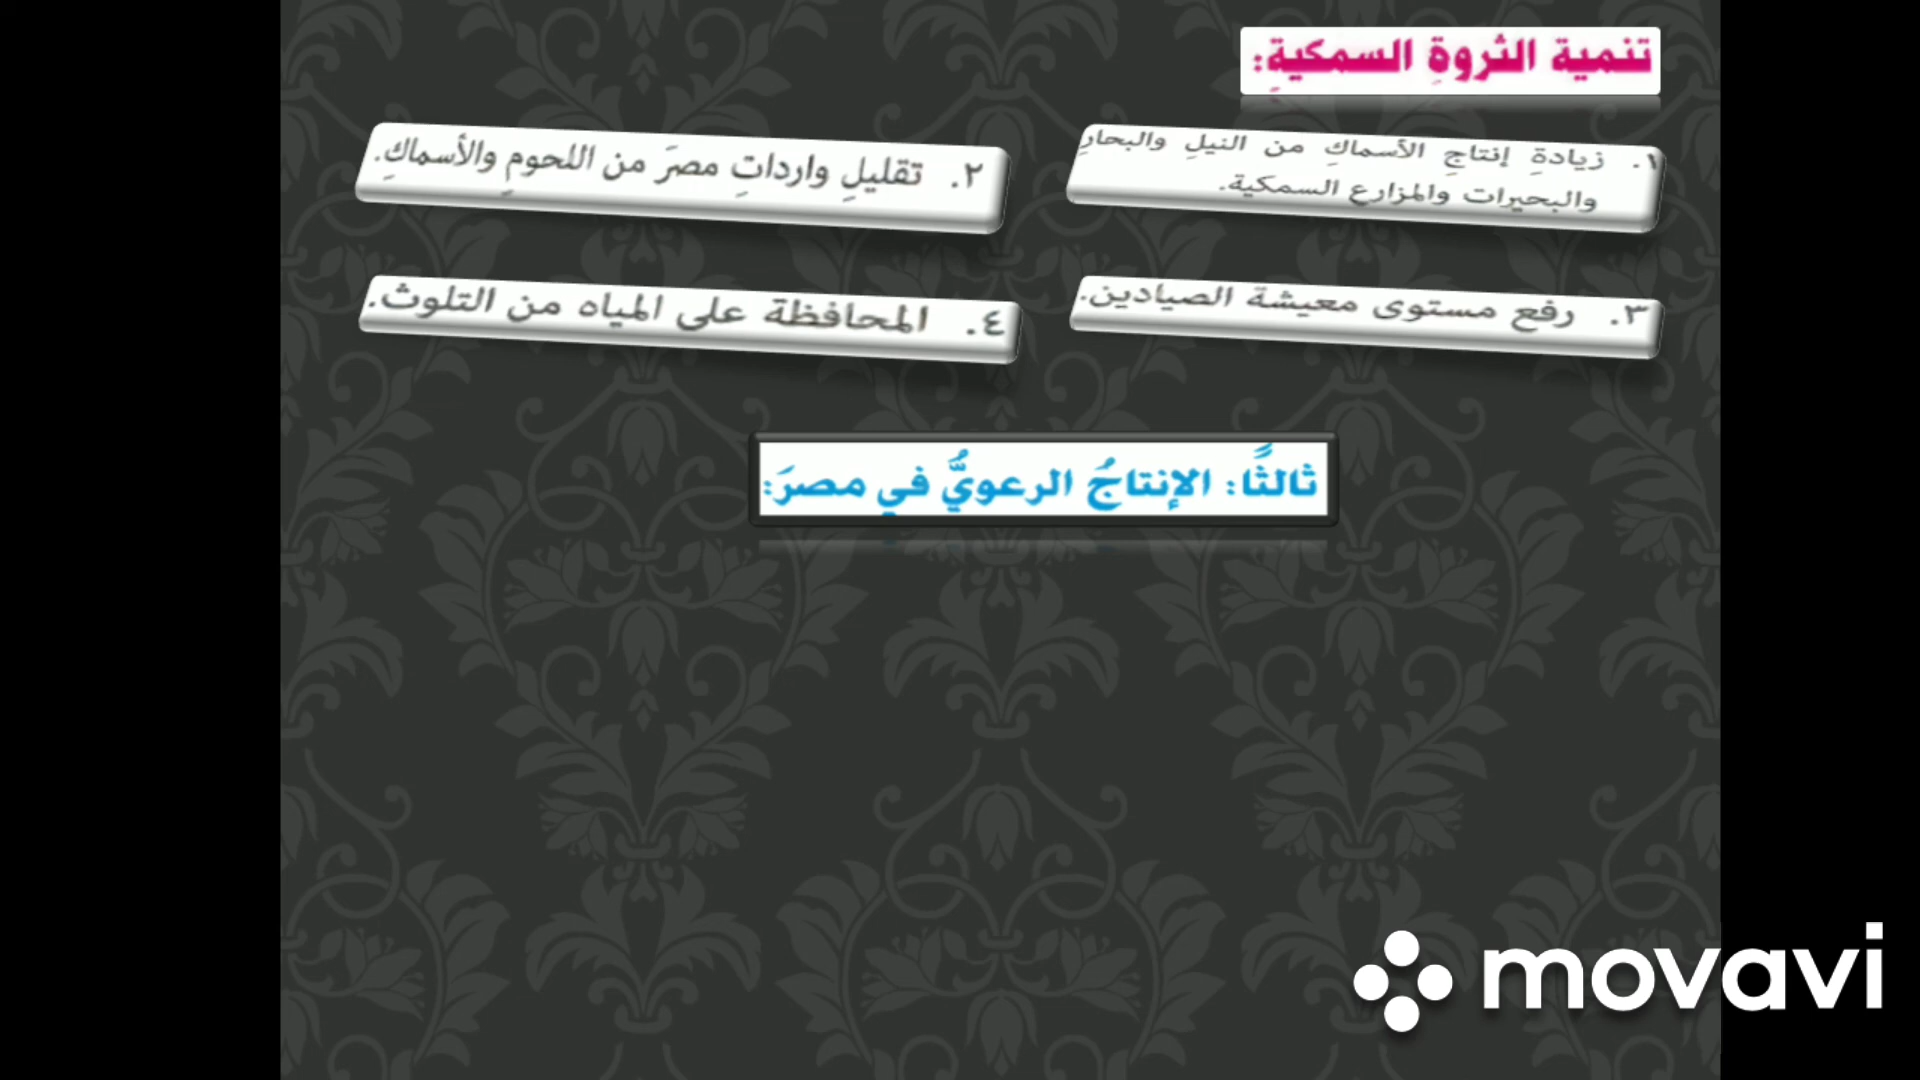 تنمية الثروةِ السمكيةِ:
١. زيادةِ إنتاجِ الأسماكِ من النيلِ والبحارِ
والبحيرات والمزارع السمكية.
٢. تقليلِ وارداتِ مصرَ من اللحومِ والأسماكِ.
٣. رفع مستوى معيشة الصيادين.
٤. المحافظة على المياه من التلوث.
ثالثًا: الإنتاجُ الرعويُّ في مصرَ:
movavi